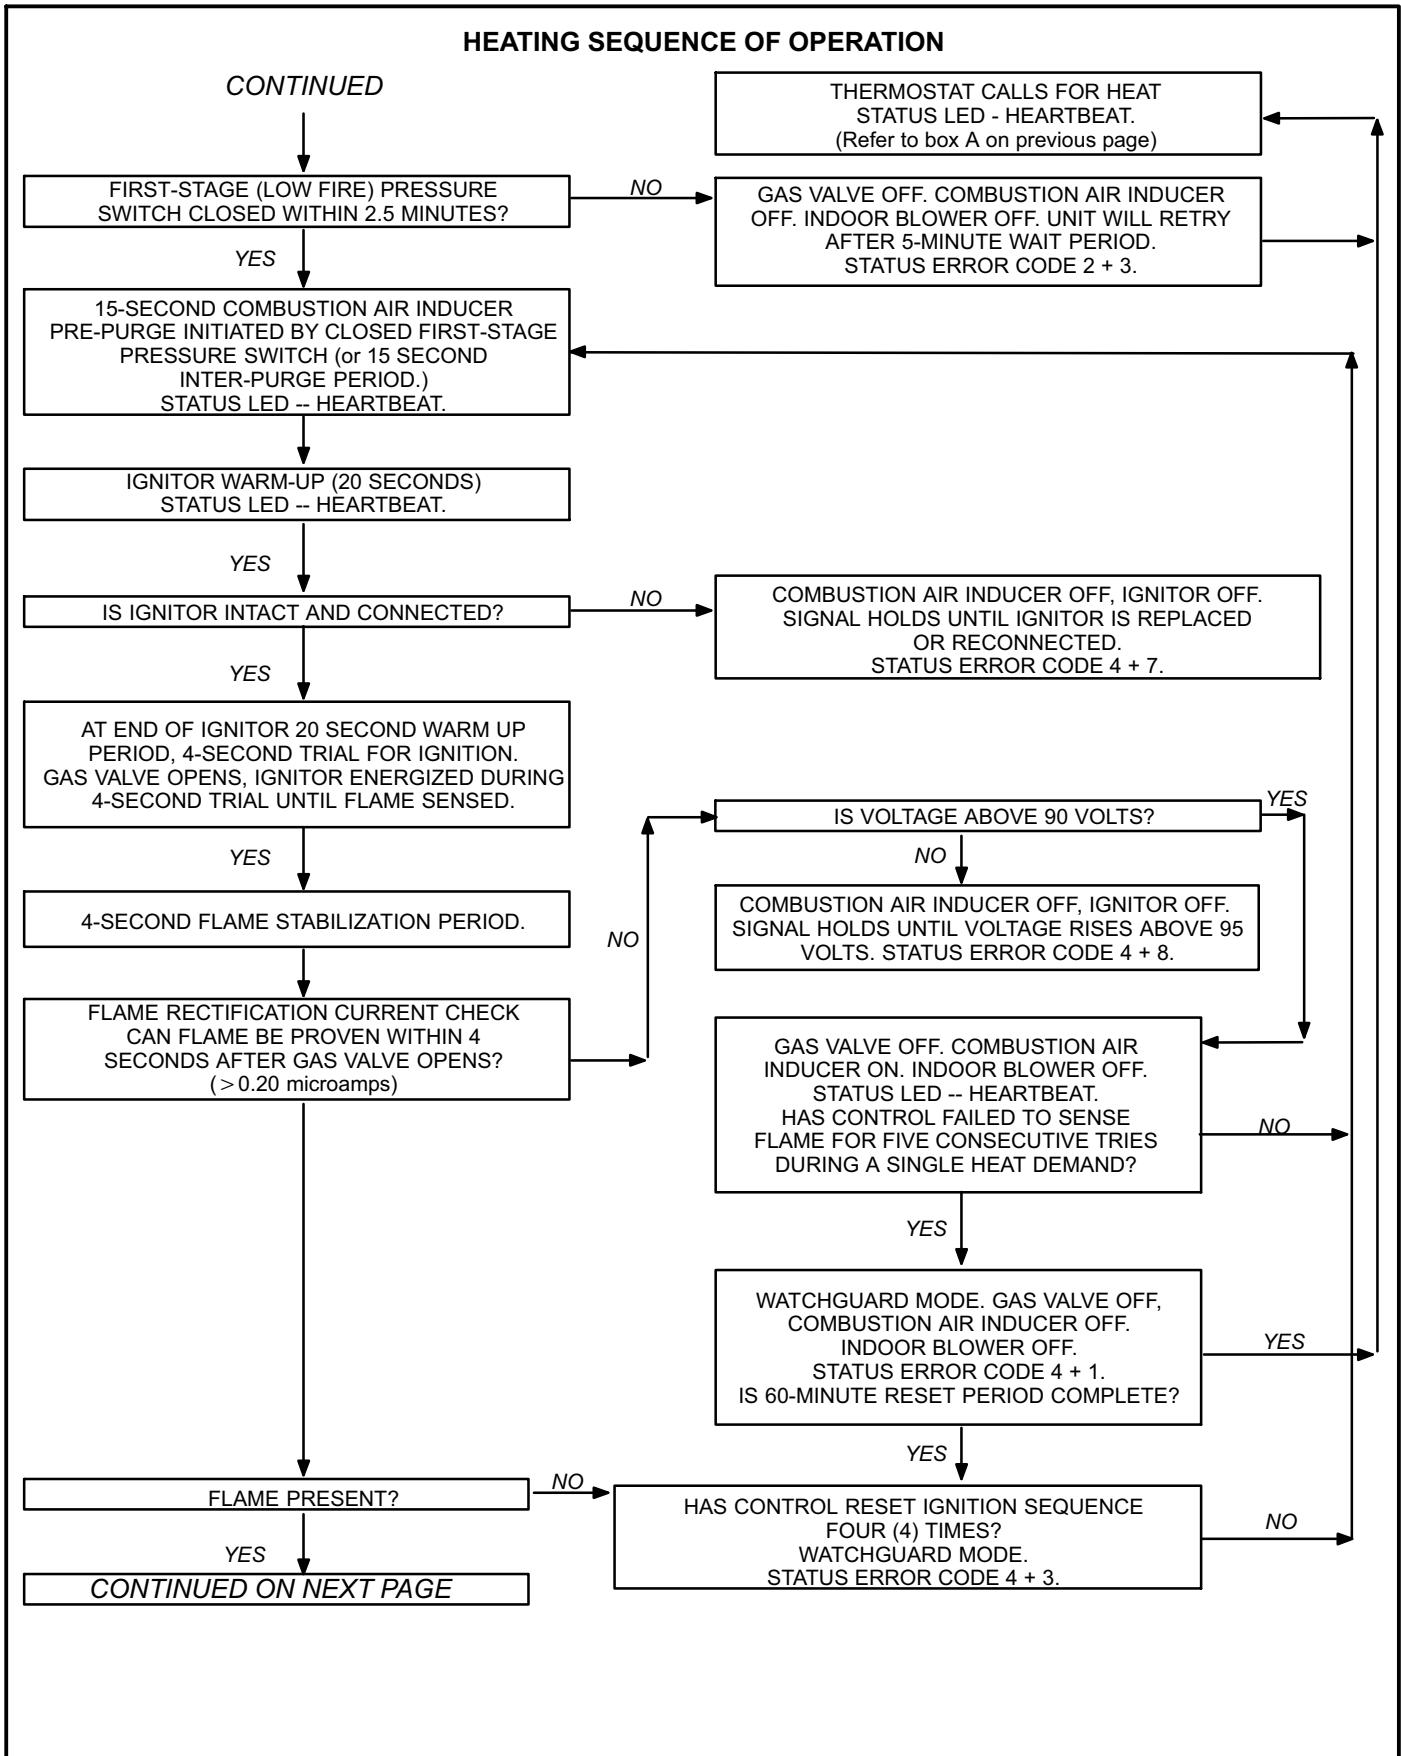 HEATING SEQUENCE OF OPERATION
CONTINUED
THERMOSTAT CALLS FOR HEAT
STATUS LED - HEARTBEAT.
(Refer to box A on previous page)
FIRST-STAGE (LOW FIRE) PRESSURE
SWITCH CLOSED WITHIN 2.5 MINUTES?
NO
GAS VALVE OFF. COMBUSTION AIR INDUCER
OFF. INDOOR BLOWER OFF. UNIT WILL RETRY
AFTER 5-MINUTE WAIT PERIOD.
STATUS ERROR CODE 2 + 3.
YES
15-SECOND COMBUSTION AIR INDUCER
PRE-PURGE INITIATED BY CLOSED FIRST-STAGE
PRESSURE SWITCH (or 15 SECOND
INTER-PURGE PERIOD.)
STATUS LED -- HEARTBEAT.
IGNITOR WARM-UP (20 SECONDS)
STATUS LED -- HEARTBEAT.
YES
IS IGNITOR INTACT AND CONNECTED?
NO
COMBUSTION AIR INDUCER OFF, IGNITOR OFF.
SIGNAL HOLDS UNTIL IGNITOR IS REPLACED
OR RECONNECTED.
STATUS ERROR CODE 4 + 7.
YES
AT END OF IGNITOR 20 SECOND WARM UP
PERIOD, 4-SECOND TRIAL FOR IGNITION.
GAS VALVE OPENS, IGNITOR ENERGIZED DURING
4-SECOND TRIAL UNTIL FLAME SENSED.
YES
IS VOLTAGE ABOVE 90 VOLTS?
YES
NO
4-SECOND FLAME STABILIZATION PERIOD.
NO
COMBUSTION AIR INDUCER OFF, IGNITOR OFF.
SIGNAL HOLDS UNTIL VOLTAGE RISES ABOVE 95
VOLTS. STATUS ERROR CODE 4 + 8.
FLAME RECTIFICATION CURRENT CHECK
CAN FLAME BE PROVEN WITHIN 4
SECONDS AFTER GAS VALVE OPENS?
(>0.20 microamps)
GAS VALVE OFF. COMBUSTION AIR
INDUCER ON. INDOOR BLOWER OFF.
STATUS LED -- HEARTBEAT.
HAS CONTROL FAILED TO SENSE
FLAME FOR FIVE CONSECUTIVE TRIES
DURING A SINGLE HEAT DEMAND?
NO
YES
WATCHGUARD MODE. GAS VALVE OFF,
COMBUSTION AIR INDUCER OFF.
INDOOR BLOWER OFF.
STATUS ERROR CODE 4 + 1.
IS 60-MINUTE RESET PERIOD COMPLETE?
YES
YES
FLAME PRESENT?
NO
HAS CONTROL RESET IGNITION SEQUENCE
FOUR (4) TIMES?
WATCHGUARD MODE.
STATUS ERROR CODE 4 + 3.
NO
YES
CONTINUED ON NEXT PAGE